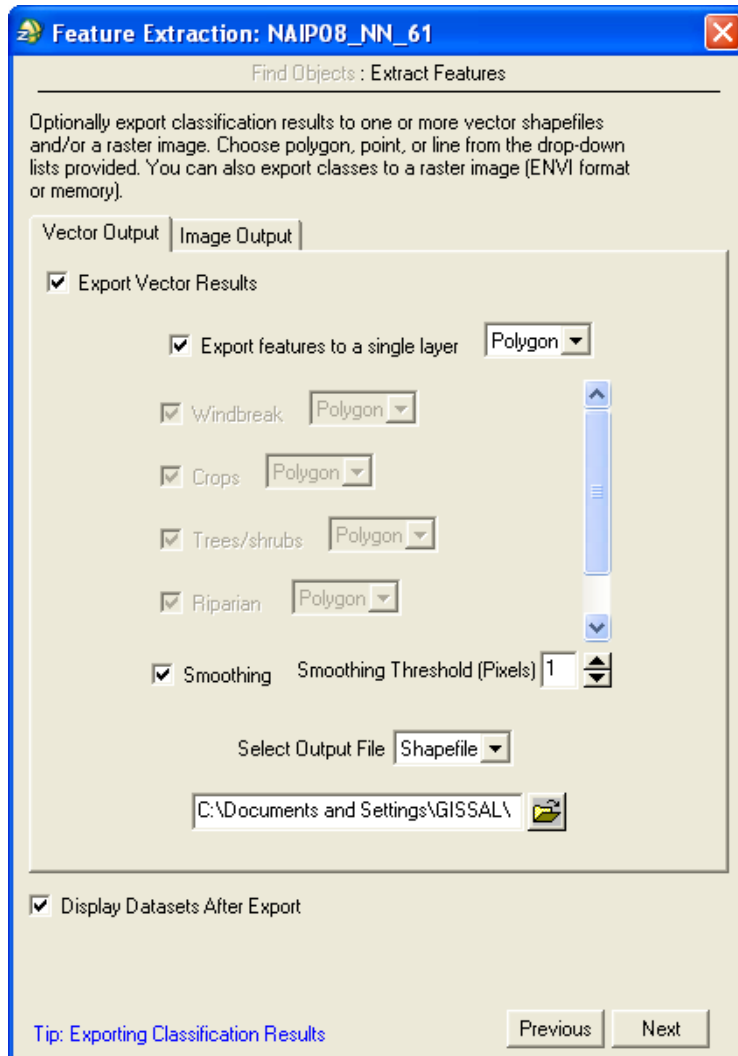 Feature Extraction: NAIP08_NN_61
Find Objects : Extract Features
Optionally export classification results to one or more vector shapefiles
and/or a raster image. Choose polygon, point, or line from the drop-down
lists provided. You can also export classes to a raster image (ENVI format
or memory).
Vector Output Image Output
Export Vector Results
Export features to a single layer Polygon
Windbreak Polygon
Crops Polygon
Trees/shrubs Polygon
Riparian Polygon
Smoothing Smoothing Threshold (Pixels) 1
Select Output File Shapefile
C:\Documents and Settings\GISSAL\
Display Datasets After Export
Tip: Exporting Classification Results Previous Next